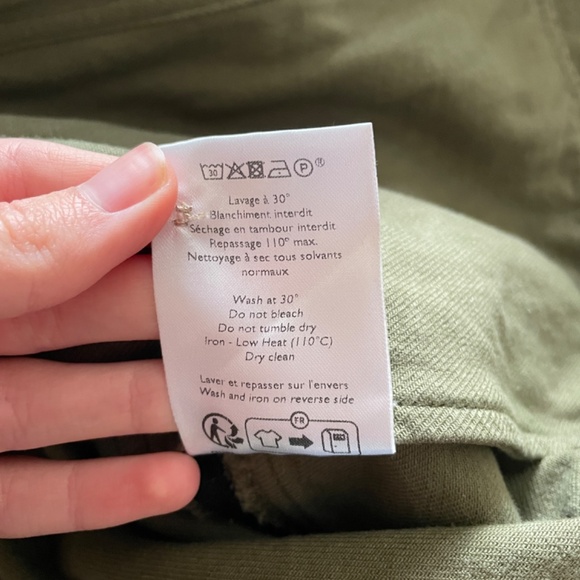 30 P ®
Lavage à 30°
Blanchiment interdit
Séchage en tambour interdit
Repassage 110° max.
Nettoyage à sec tous solvants
normaux
Wash at 30°
Do not bleach
Do not tumble dry
Iron - Low Heat (110°C)
Dry clean
Laver et repasser sur l'envers
Wash and iron on reverse side
FR